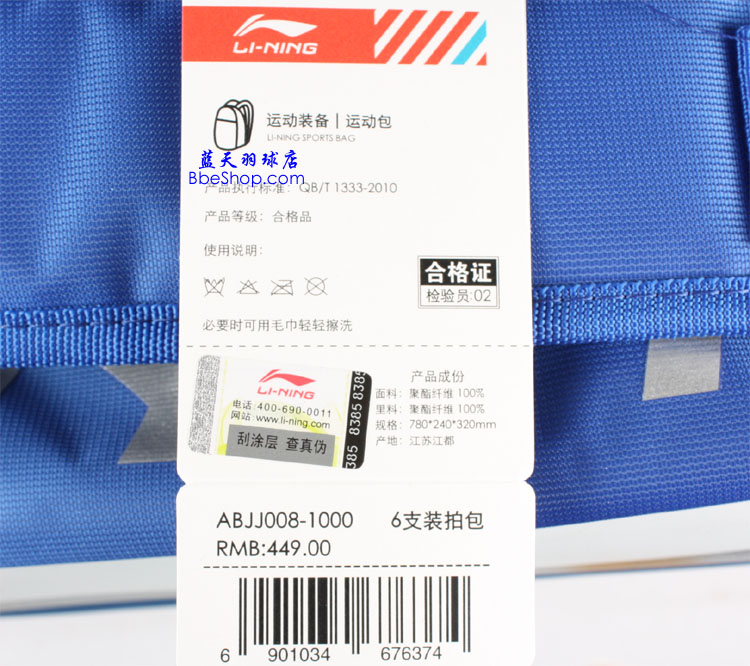 LI-NING
运动装备 | 运动包
LI-NING SPORTS BAG
蓝天羽球店
BbeShop.com
产品执行标准: QB/T 1333-2010
产品等级: 合格品
使用说明:
合格证
检验员:02
必要时可用毛巾轻轻擦洗
LI-NING
电话:400-690-0011
网站:www.li-ning.com
刮涂层 查真伪
8385 8385
产品成份
面料: 聚酯纤维 100%
里料: 聚酯纤维 100%
规格: 780*240*320mm
产地: 江苏江都
ABJJ008-1000 6支装拍包
RMB:449.00
6 901034 676374